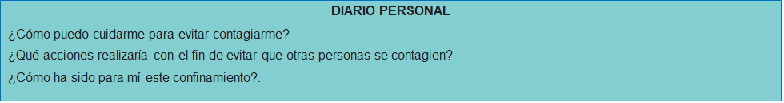 DIARIO PERSONAL
¿Cómo puedo cuidarme para evitar contagiarme?
¿Qué acciones realizaría con el fin de evitar que otras personas se contagien?
¿Cómo ha sido para mí este confinamiento?.